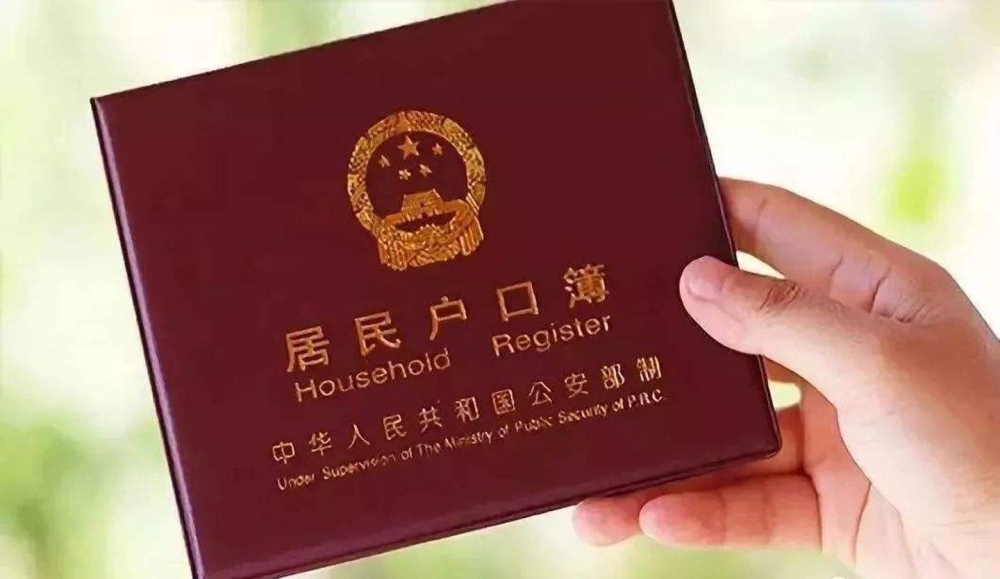 居民户口簿
Household Register
中华人民共和国公安部制
Under Supervision of The Ministry of Public Security of P.R.C.